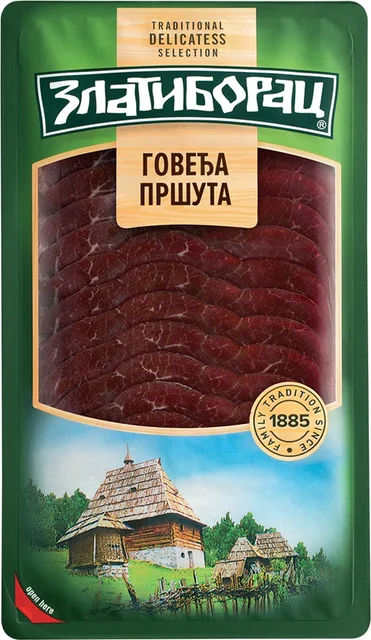 TRADITIONAL
DELICATESS
SELECTION
ЗЛАТИБОРАЦ®
ГОВЕЂА
ПРШУТА
FAMILY TRADITION SINCE
1885
open here